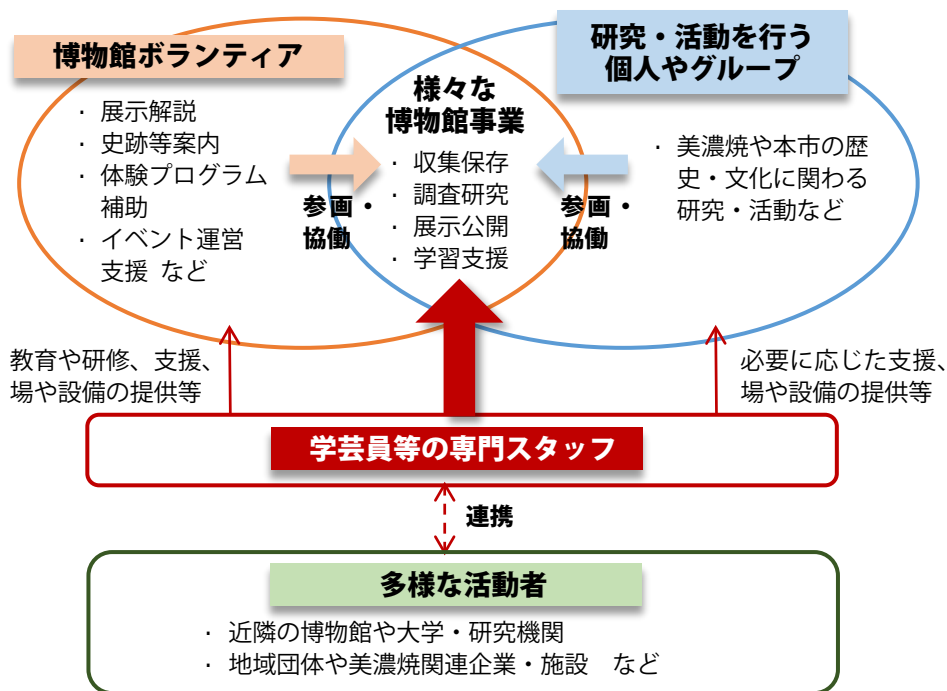 博物館ボランティア
· 展示解説
· 史跡等案内
· 体験プログラム
補助
· イベント運営
支援 など
様々な
博物館事業
· 収集保存
· 調査研究
· 展示公開
· 学習支援
参画・
協働
参画・
協働
研究・活動を行う
個人やグループ
· 美濃焼や本市の歴
史・文化に関わる
研究・活動など
教育や研修、支援、
場や設備の提供等
必要に応じた支援、
場や設備の提供等
学芸員等の専門スタッフ
連携
多様な活動者
· 近隣の博物館や大学・研究機関
· 地域団体や美濃焼関連企業・施設 など